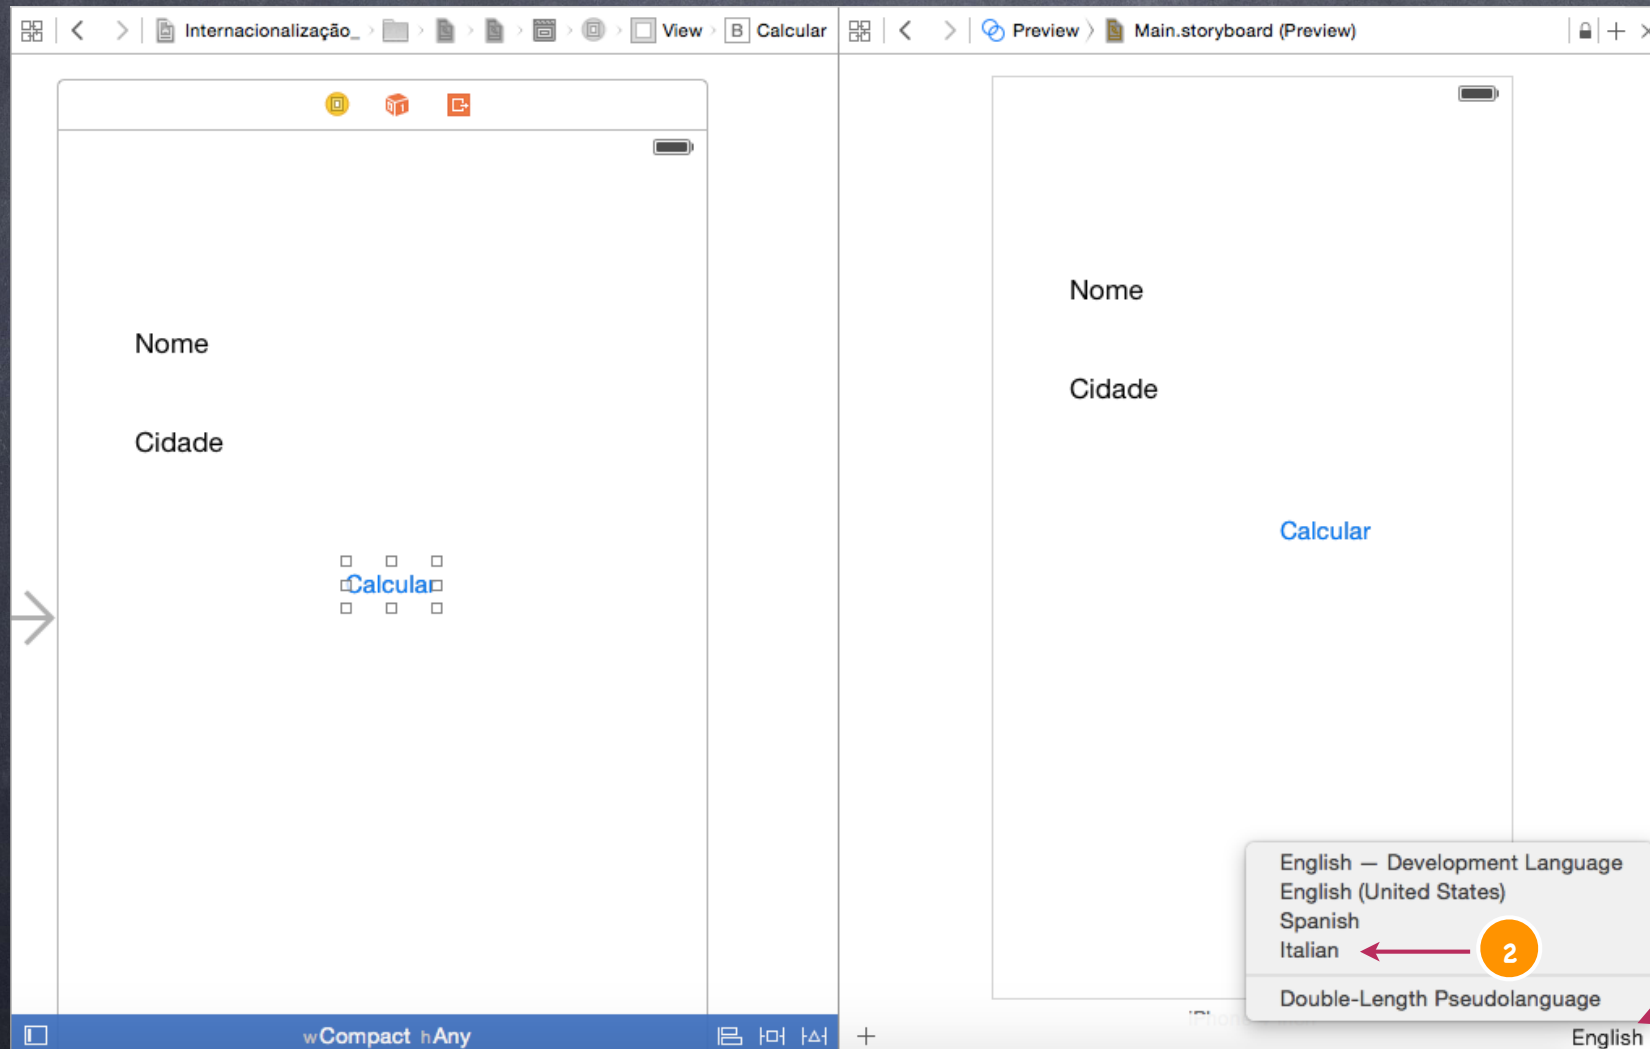 Internacionalização_ View B Calcular
Nome
Cidade
Calcular
wCompact hAny
Preview Main.storyboard (Preview)
Nome
Cidade
Calcular
English — Development Language
English (United States)
Spanish
Italian
2
Double-Length Pseudolanguage
English